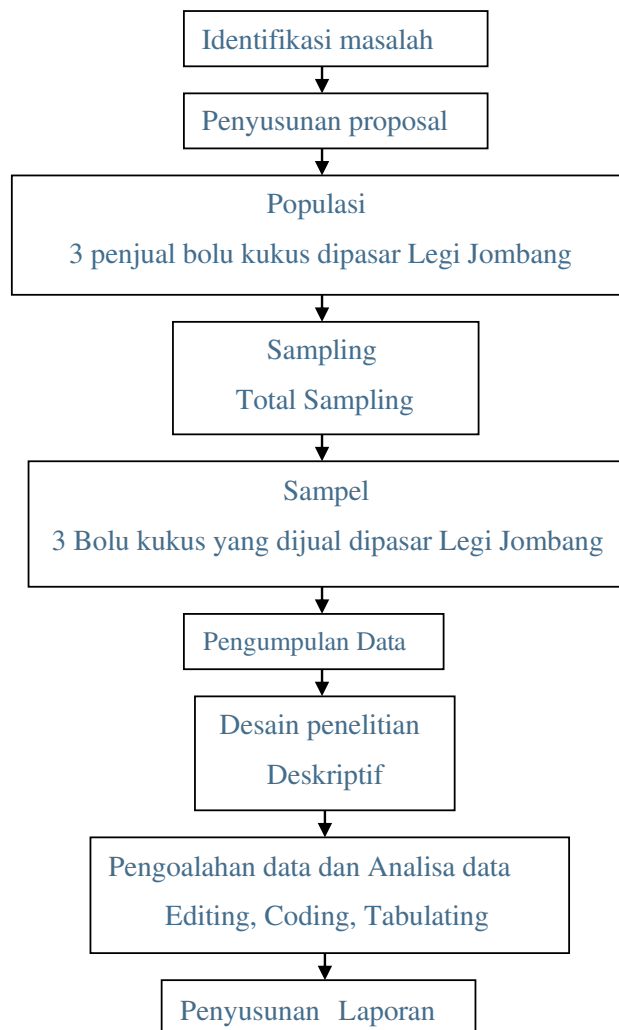 Identifikasi masalah
Penyusunan proposal
Populasi
3 penjual bolu kukus dipasar Legi Jombang
Sampling
Total Sampling
Sampel
3 Bolu kukus yang dijual dipasar Legi Jombang
Pengumpulan Data
Desain penelitian
Deskriptif
Pengoalahan data dan Analisa data
Editing, Coding, Tabulating
Penyusunan Laporan